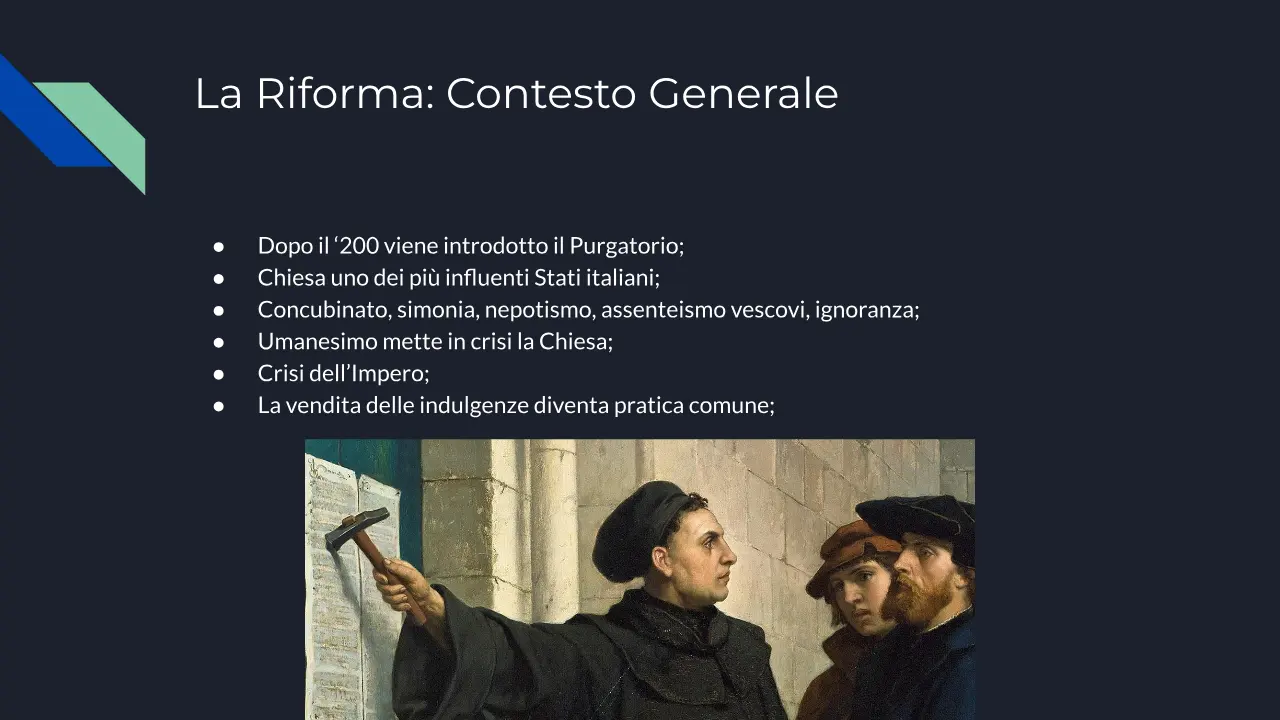 La Riforma: Contesto Generale
● Dopo il ‘200 viene introdotto il Purgatorio;
● Chiesa uno dei più influenti Stati italiani;
● Concubinato, simonia, nepotismo, assenteismo vescovi, ignoranza;
● Umanesimo mette in crisi la Chiesa;
● Crisi dell’Impero;
● La vendita delle indulgenze diventa pratica comune;